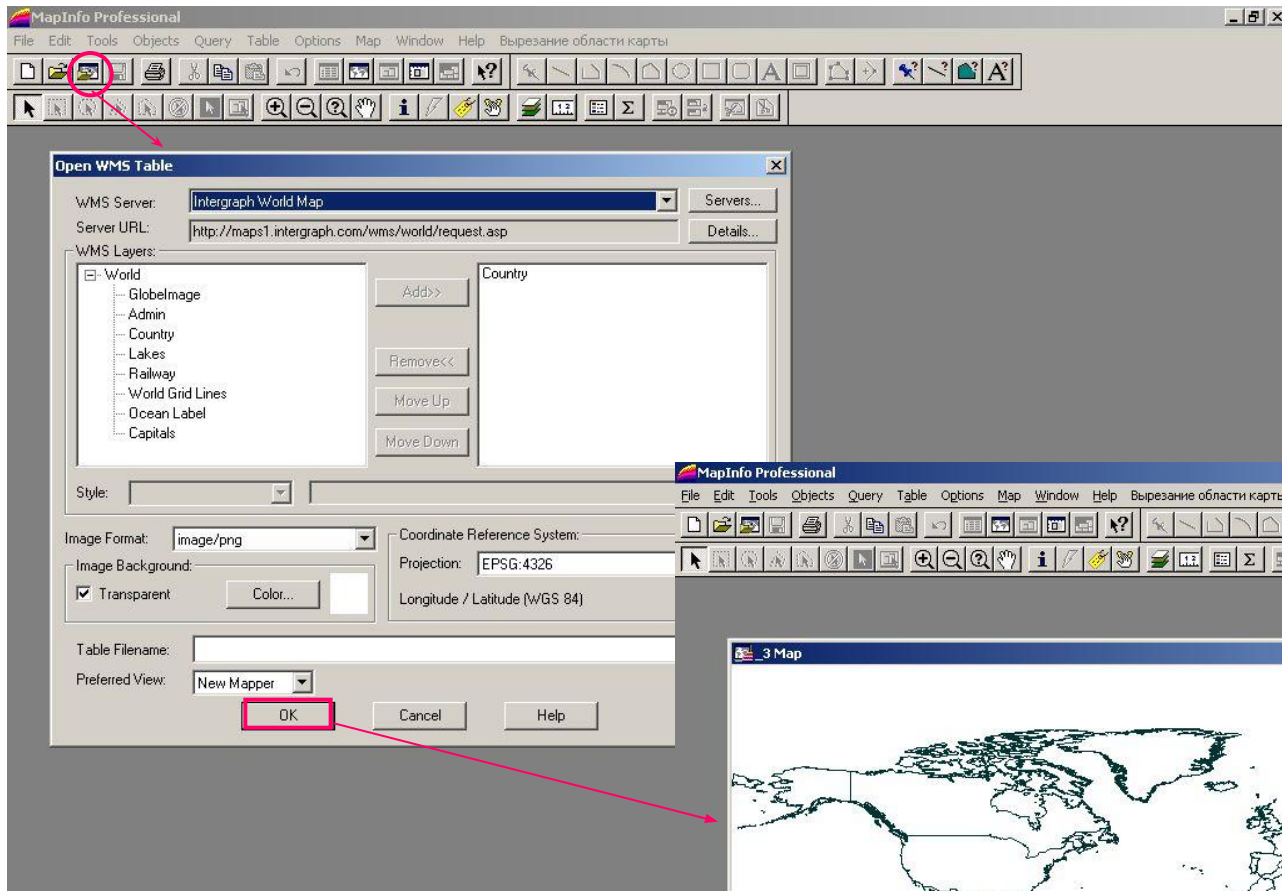 MapInfo Professional
File Edit Tools Objects Query Table Options Map Window Help Вырезание области карты
Open WMS Table
WMS Server: Intergraph World Map Servers...
Server URL: http://maps1.intergraph.com/wms/world/request.asp Details...
WMS Layers:
World
GlobeImage
Admin
Country
Lakes
Railway
World Grid Lines
Ocean Label
Capitals
Add>>
Remove<<
Move Up
Move Down
Country
Style:
Image Format: image/png
Image Background:
Transparent Color...
Coordinate Reference System:
Projection: EPSG:4326
Longitude / Latitude (WGS 84)
Table Filename:
Preferred View: New Mapper
OK Cancel Help
MapInfo Professional
File Edit Tools Objects Query Table Options Map Window Help Вырезание области карты
_3 Map